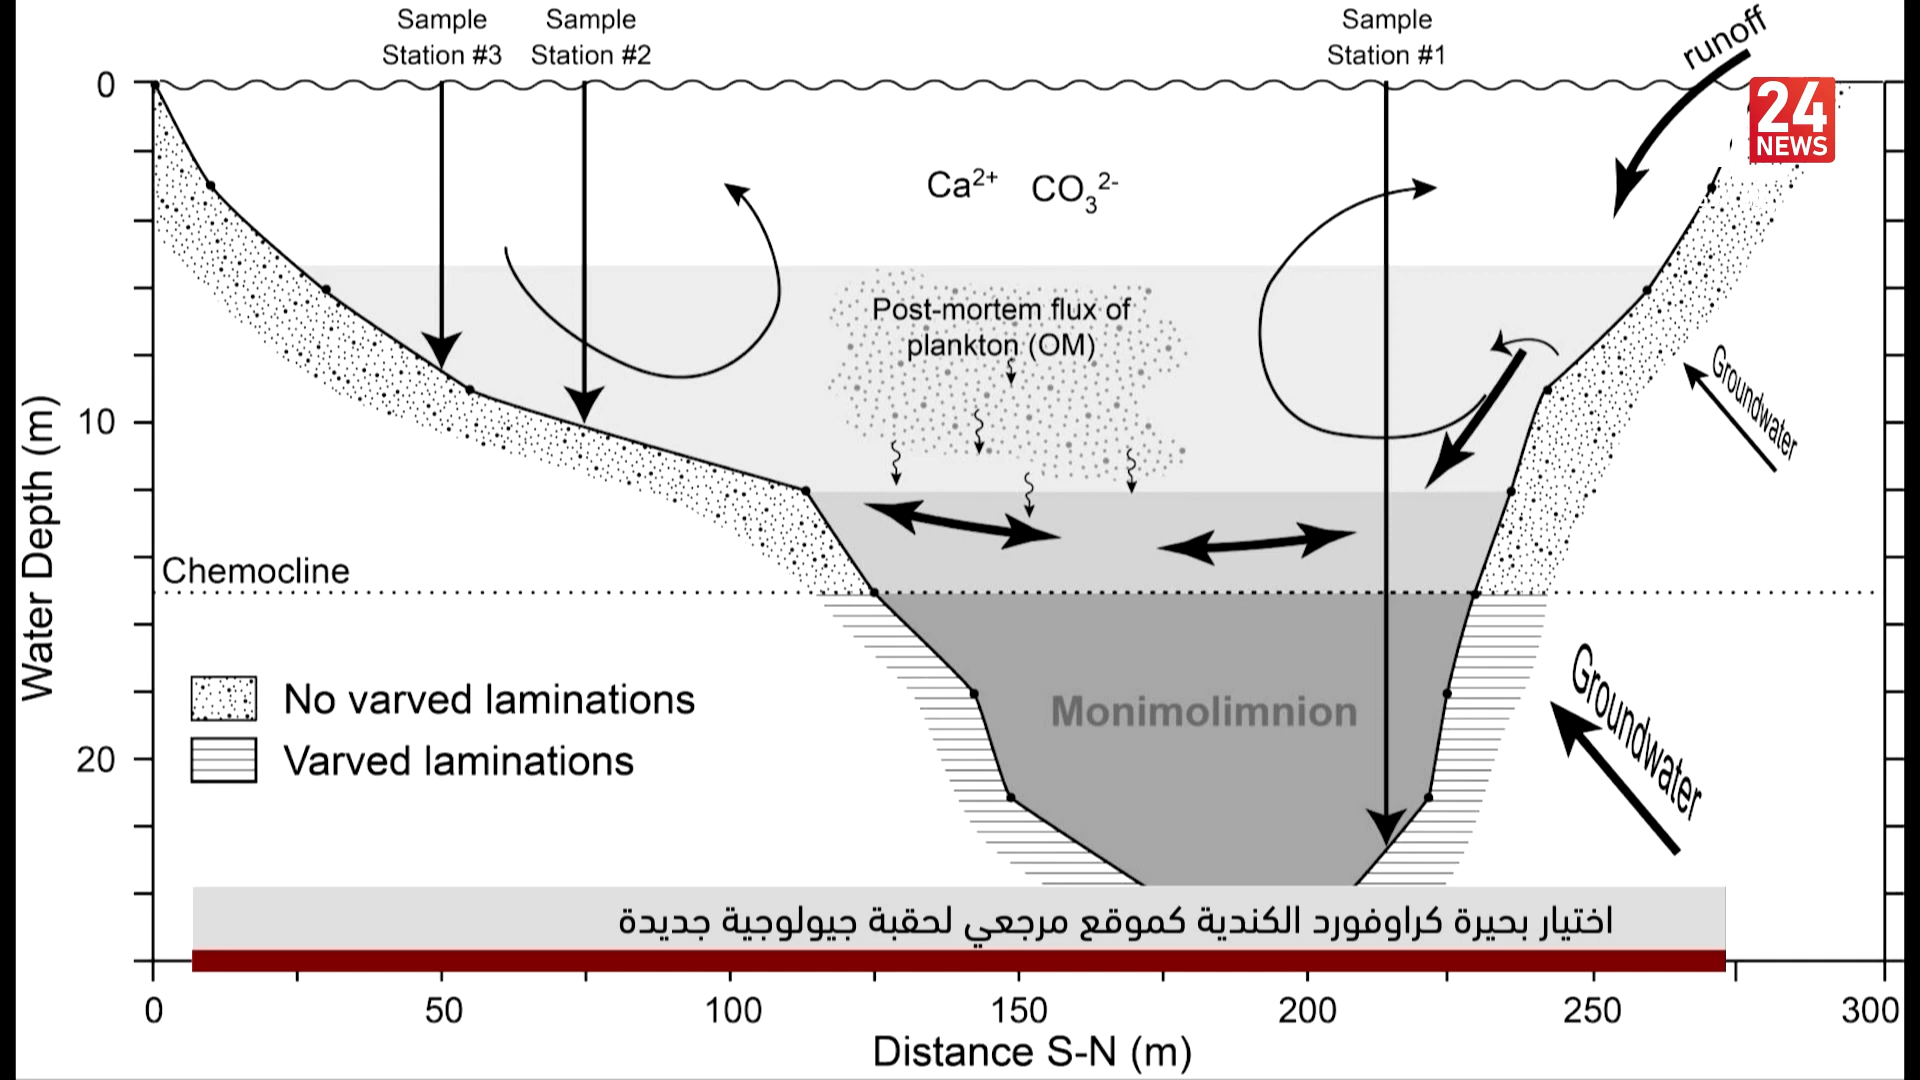 Sample
Station #3
Sample
Station #2
Sample
Station #1
runoff
24
NEWS
0
10
20
Water Depth (m)
Ca²⁺ CO₃²⁻
Post-mortem flux of
plankton (OM)
Groundwater
Chemocline
No varved laminations
Varved laminations
Monimolimnion
Groundwater
اختيار بحيرة كراوفورد الكندية كموقع مرجعي لحقبة جيولوجية جديدة
0 50 100 150 200 250 300
Distance S-N (m)